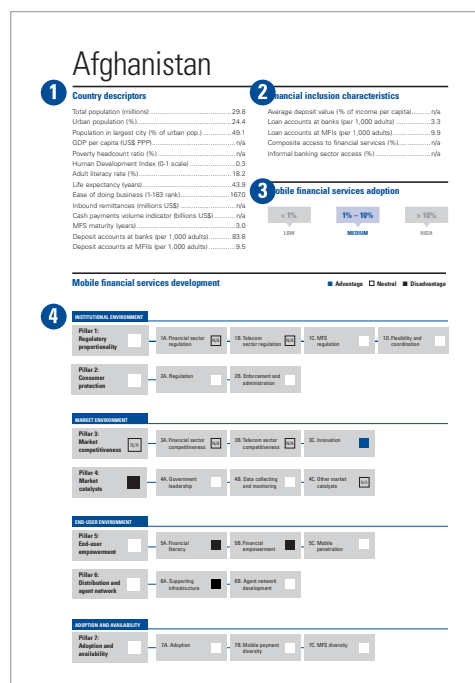 Afghanistan
1
Country descriptors
Total population (millions) 29.8
Urban population (%) 24.4
Population in largest city (% of urban pop.) 49.1
GDP per capita (US$ PPP) n/a
Poverty headcount ratio (%) n/a
Human Development Index (0-1 scale) 0.3
Adult literacy rate (%) 18.2
Life expectancy (years) 43.9
Ease of doing business (1-183 rank) 167.0
Inbound remittances (millions US$) n/a
Cash payments volume indicator (billions US$) n/a
MFS maturity (years) 3.0
Deposit accounts at banks (per 1,000 adults) 83.8
Deposit accounts at MFIis (per 1,000 adults) 9.5
2
inancial inclusion characteristics
Average deposit value (% of income per capita) n/a
Loan accounts at banks (per 1,000 adults) 3.3
Loan accounts at MFIs (per 1,000 adults) 9.9
Composite access to financial services (%) n/a
Informal banking sector access (%) n/a
3
obile financial services adoption
< 1% 1% – 10% > 10%
LOW MEDIUM HIGH
Mobile financial services development
Advantage Neutral Disadvantage
4
INSTITUTIONAL ENVIRONMENT
Pillar 1:
Regulatory
proportionality
1A. Financial sector
regulation
N/A
1B. Telecom
sector regulation
N/A
1C. MFS
regulation
1D. Flexibility and
coordination
Pillar 2:
Consumer
protection
2A. Regulation
2B. Enforcement and
administration
MARKET ENVIRONMENT
Pillar 3:
Market
competitiveness
N/A
3A. Financial sector
competitiveness
N/A
3B. Telecom sector
competitiveness
N/A
3C. Innovation
Pillar 4:
Market
catalysts
4A. Government
leadership
4B. Data collecting
and monitoring
4C. Other market
catalysts
N/A
END-USER ENVIRONMENT
Pillar 5:
End-user
empowerment
5A. Financial
literacy
5B. Financial
empowerment
5C. Mobile
penetration
Pillar 6:
Distribution and
agent network
6A. Supporting
infrastructure
6B. Agent network
development
ADOPTION AND AVAILABILITY
Pillar 7:
Adoption and
availability
7A. Adoption
7B. Mobile payment
diversity
7C. MFS diversity